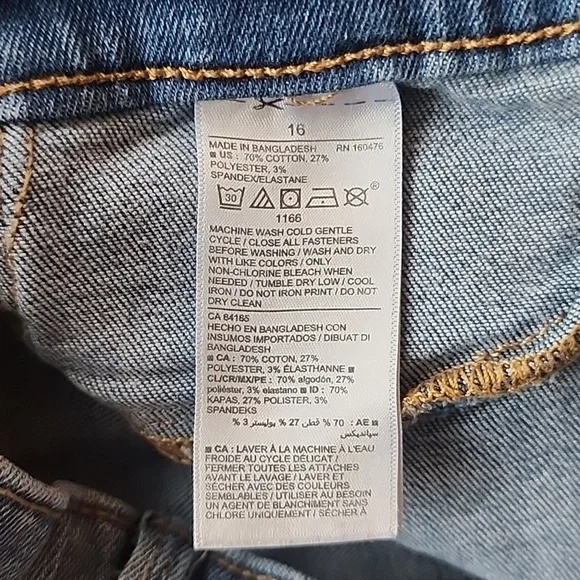 16
MADE IN BANGLADESH RN 160476
US : 70% COTTON, 27%
POLYESTER, 3%
SPANDEX/ELASTANE
30 ®
1166
MACHINE WASH COLD GENTLE
CYCLE / CLOSE ALL FASTENERS
BEFORE WASHING / WASH AND DRY
WITH LIKE COLORS / ONLY
NON-CHLORINE BLEACH WHEN
NEEDED / TUMBLE DRY LOW / COOL
IRON / DO NOT IRON PRINT / DO NOT
DRY CLEAN
CA 64165
HECHO EN BANGLADESH CON
INSUMOS IMPORTADOS / DIBUAT DI
BANGLADESH
CA : 70% COTON, 27%
POLYESTER, 3% ÉLASTHANNE
CL/CR/MX/PE : 70% algodón, 27%
poliéster, 3% elastano ID : 70%
KAPAS, 27% POLISTER, 3%
SPANDEKS
AE : 70 % قطن 27 % بوليستر 3 %
سبانديكس
CA : LAVER À LA MACHINE À L'EAU
FROIDE AU CYCLE DÉLICAT /
FERMER TOUTES LES ATTACHES
AVANT LE LAVAGE / LAVER ET
SÉCHER AVEC DES COULEURS
SEMBLABLES / UTILISER AU BESOIN
UN AGENT DE BLANCHIMENT SANS
CHLORE UNIQUEMENT / SÉCHER À